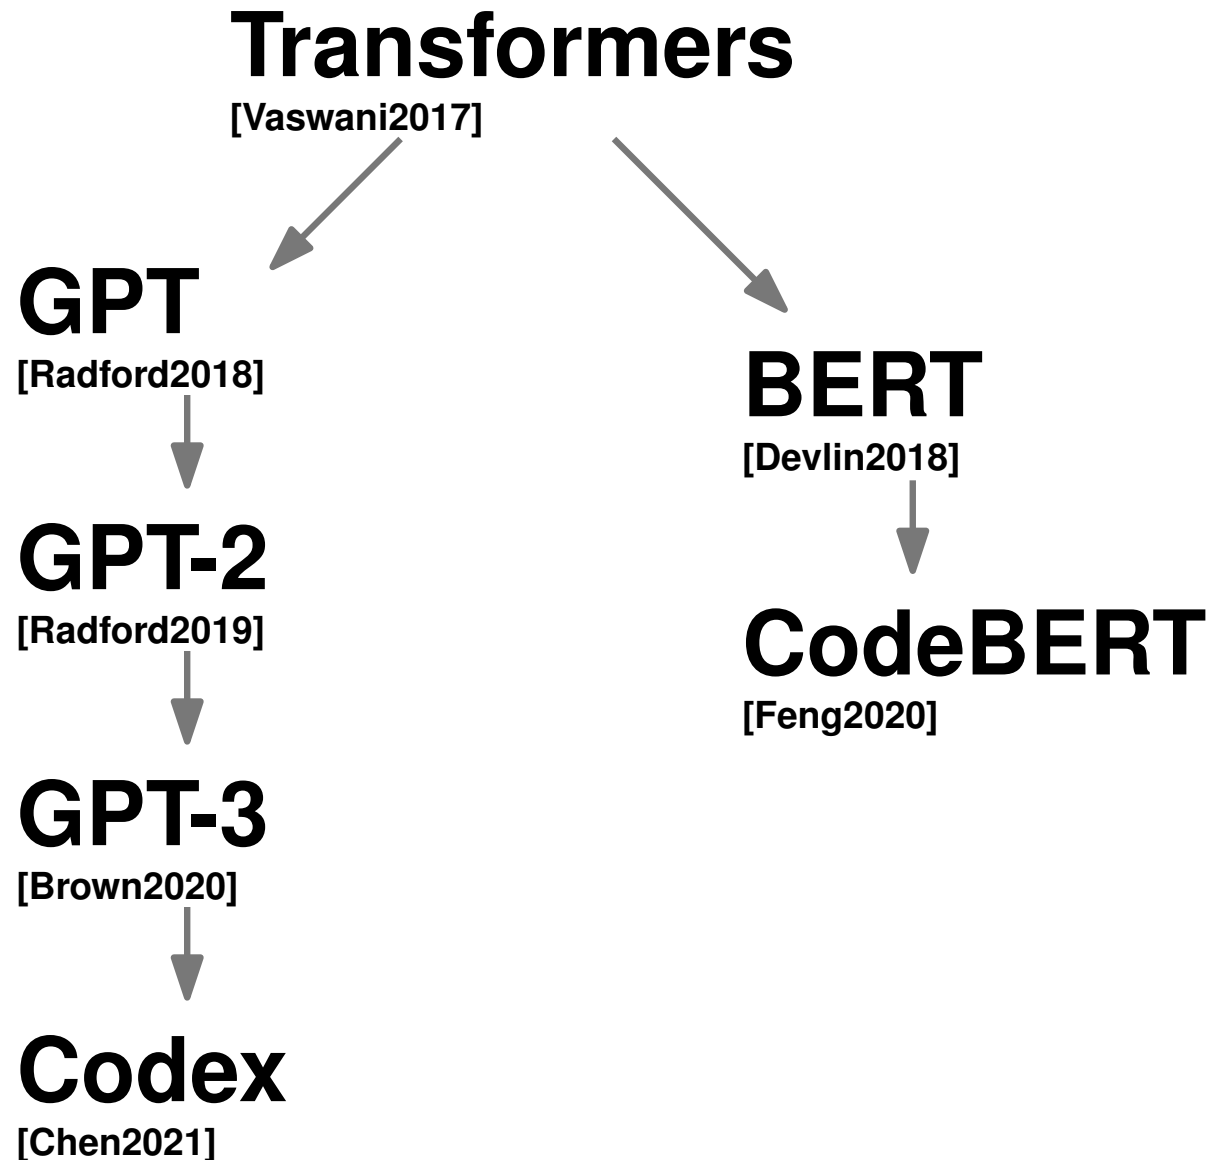 Transformers
[Vaswani2017]
GPT
[Radford2018]
GPT-2
[Radford2019]
GPT-3
[Brown2020]
Codex
[Chen2021]
BERT
[Devlin2018]
CodeBERT
[Feng2020]